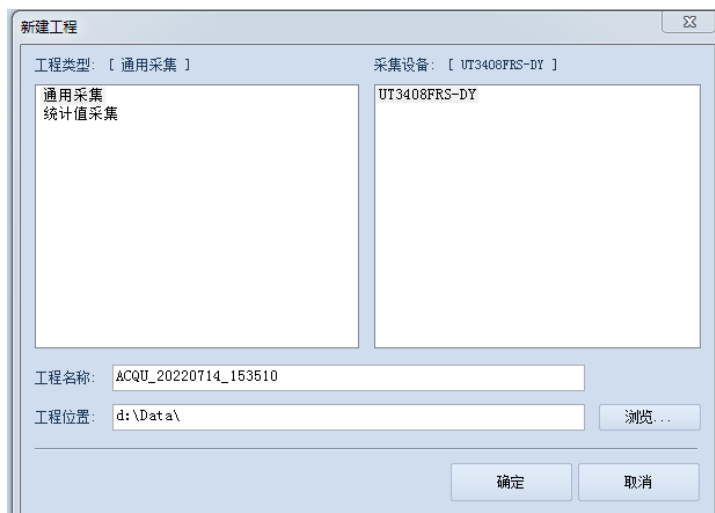 新建工程
工程类型: [ 通用采集 ]
采集设备: [ UT3408FRS-DY ]
通用采集
统计值采集
UT3408FRS-DY
工程名称: ACQU_20220714_153510
工程位置: d:\Data\
浏览...
确定
取消